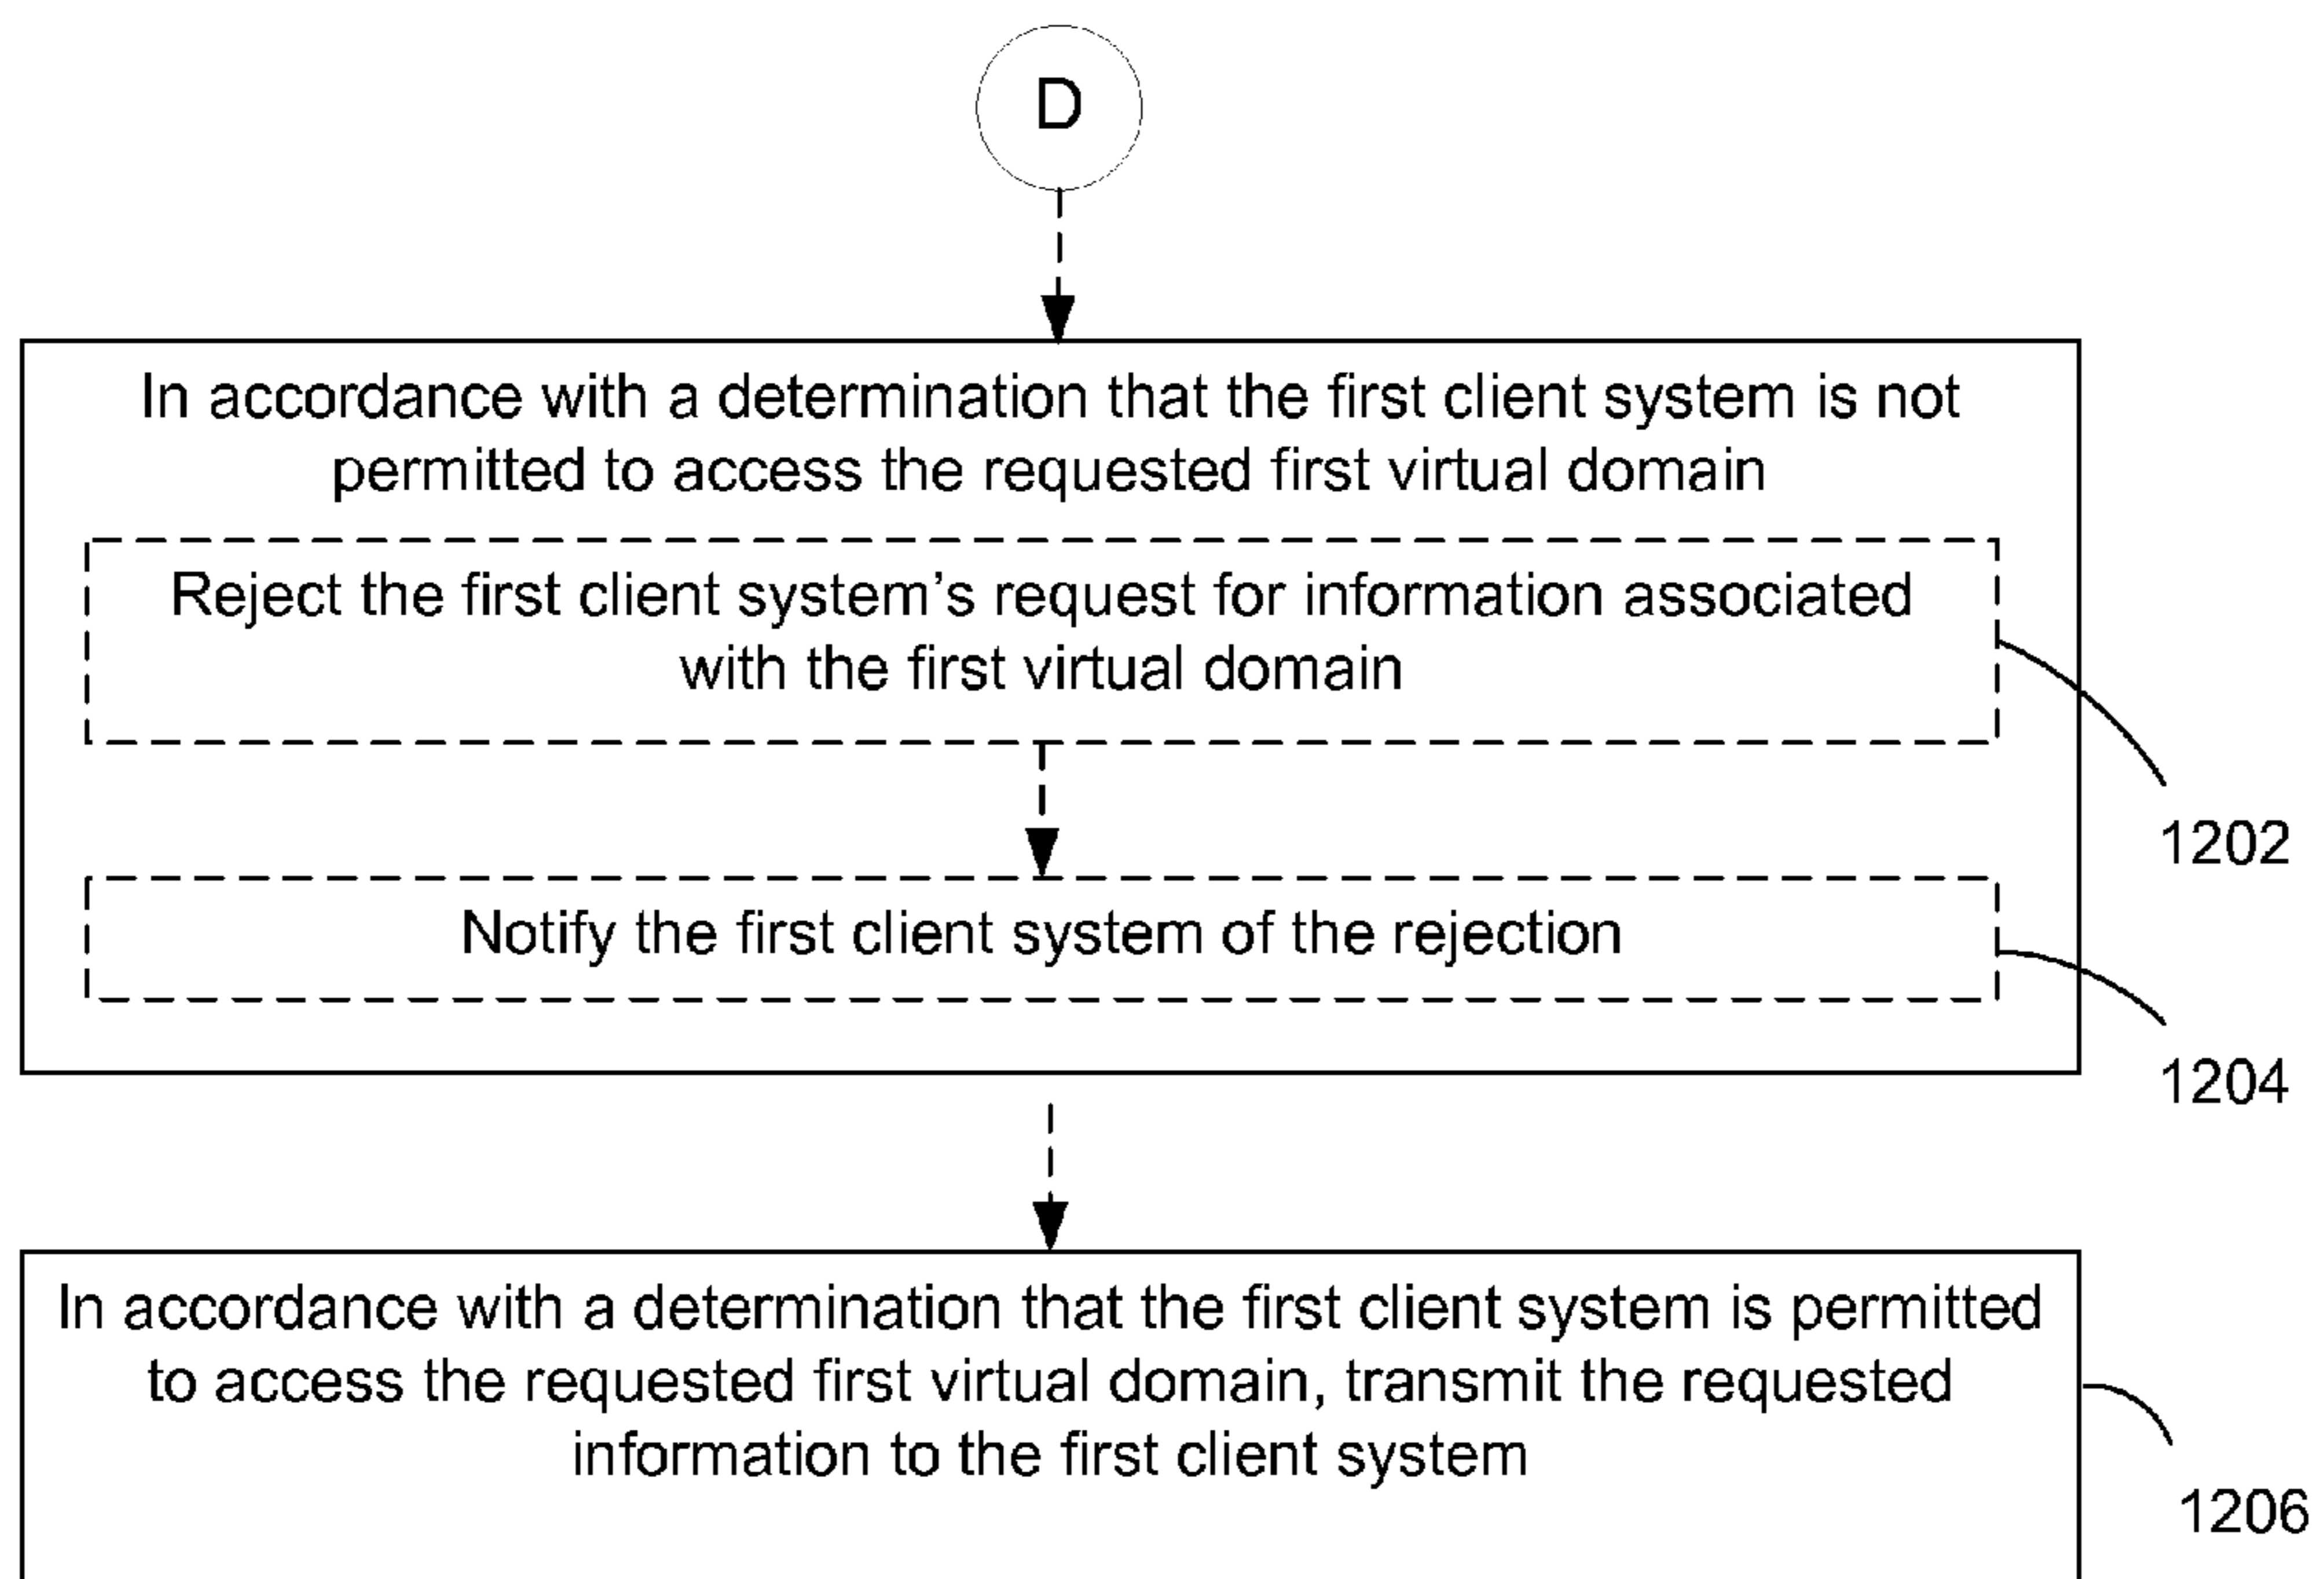 D
In accordance with a determination that the first client system is not
permitted to access the requested first virtual domain
Reject the first client system’s request for information associated
with the first virtual domain
1202
Notify the first client system of the rejection
1204
In accordance with a determination that the first client system is permitted
to access the requested first virtual domain, transmit the requested
information to the first client system
1206